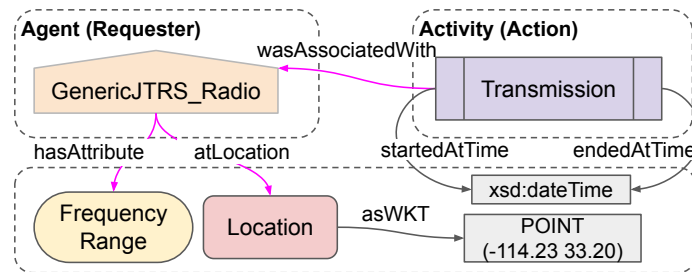 Agent (Requester)
Activity (Action)
wasAssociatedWith
GenericJTRS_Radio
Transmission
hasAttribute
atLocation
startedAtTime
endedAtTime
xsd:dateTime
Frequency
Range
Location
asWKT
POINT
(-114.23 33.20)